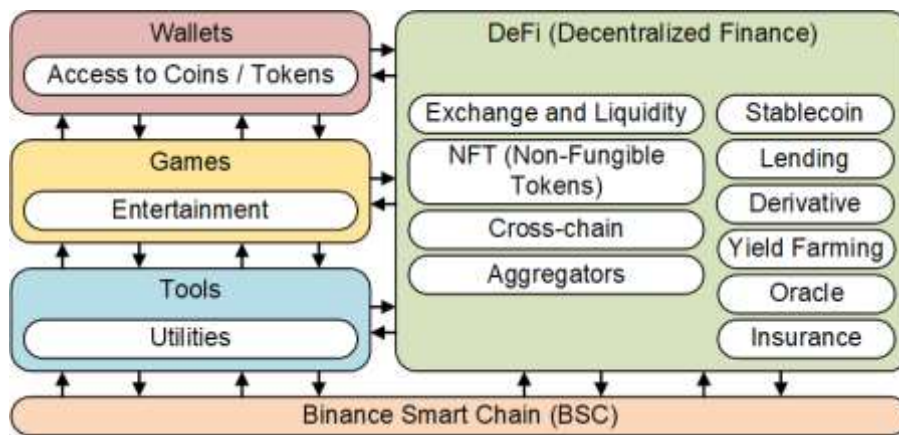 Wallets
Access to Coins / Tokens
Games
Entertainment
Tools
Utilities
DeFi (Decentralized Finance)
Exchange and Liquidity
NFT (Non-Fungible
Tokens)
Cross-chain
Aggregators
Stablecoin
Lending
Derivative
Yield Farming
Oracle
Insurance
Binance Smart Chain (BSC)